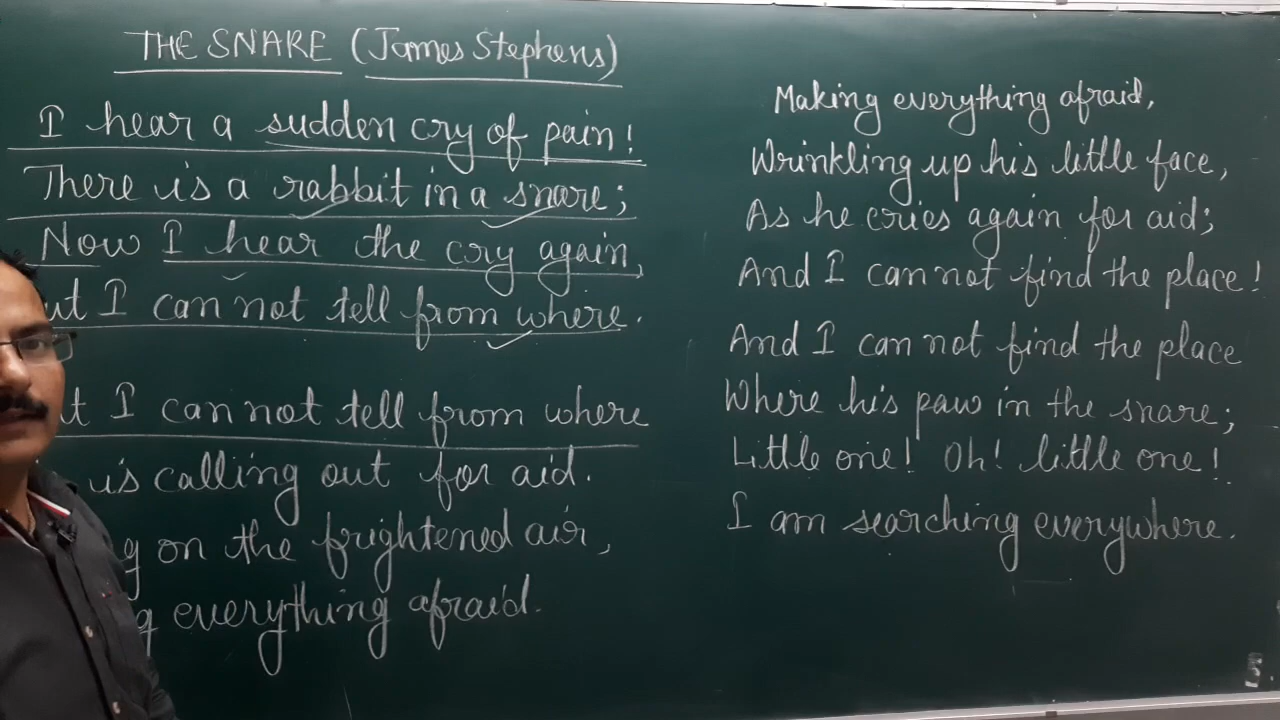 THE SNARE (James Stephens)
I hear a sudden cry of pain!
There is a rabbit in a snare;
Now I hear the cry again,
ut I can not tell from where.
t I can not tell from where
is calling out for aid.
g on the frightened air,
g everything afraid.
Making everything afraid,
Wrinkling up his little face,
As he cries again for aid;
And I can not find the place!
And I can not find the place
Where his paw in the snare;
Little one! Oh! little one!
I am searching everywhere.